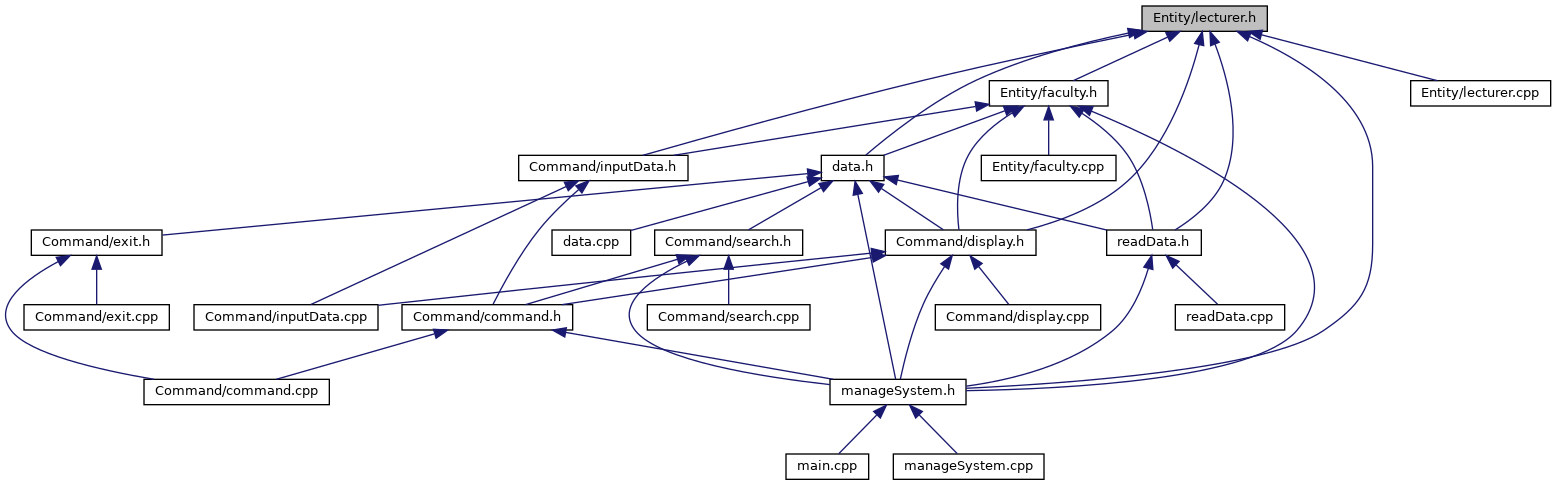 Entity/lecturer.h
Entity/faculty.h
Entity/lecturer.cpp
Command/inputData.h
data.h
Entity/faculty.cpp
Command/exit.h
data.cpp
Command/search.h
Command/display.h
readData.h
Command/exit.cpp
Command/inputData.cpp
Command/command.h
Command/search.cpp
Command/display.cpp
readData.cpp
Command/command.cpp
manageSystem.h
main.cpp
manageSystem.cpp